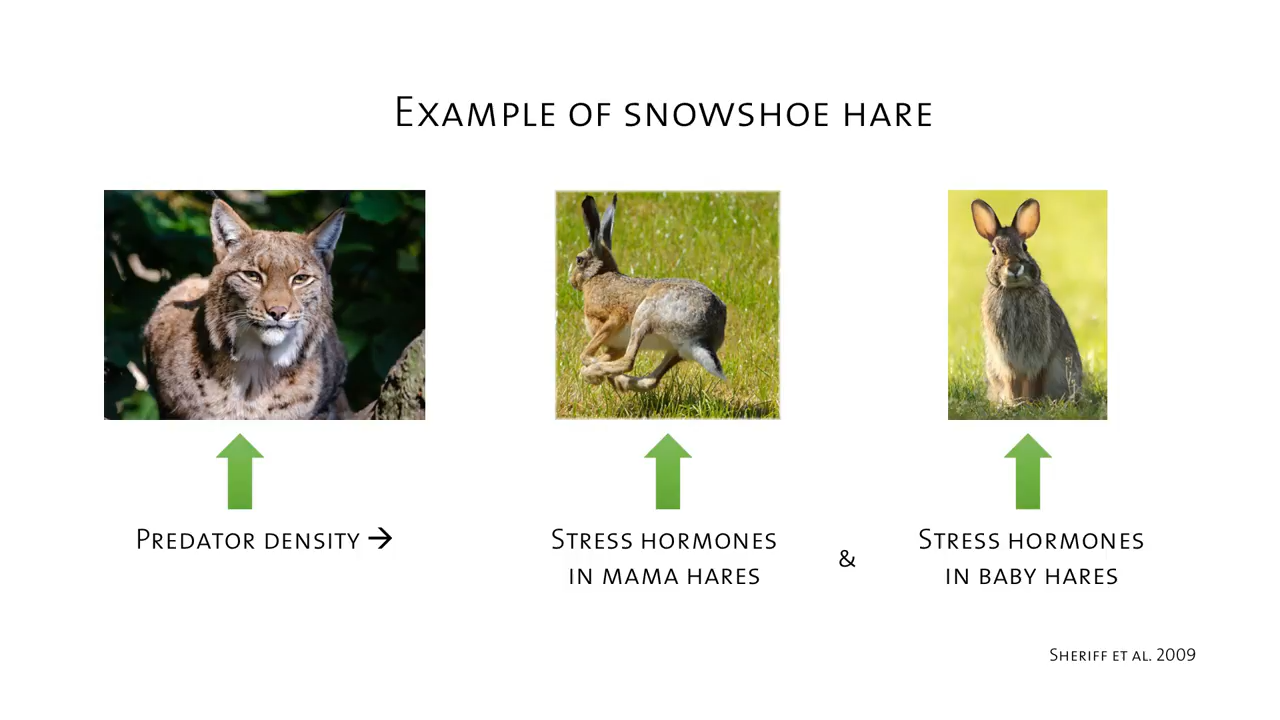 Example of snowshoe hare
Predator density →
Stress hormones
in mama hares
&
Stress hormones
in baby hares
Sheriff et al. 2009